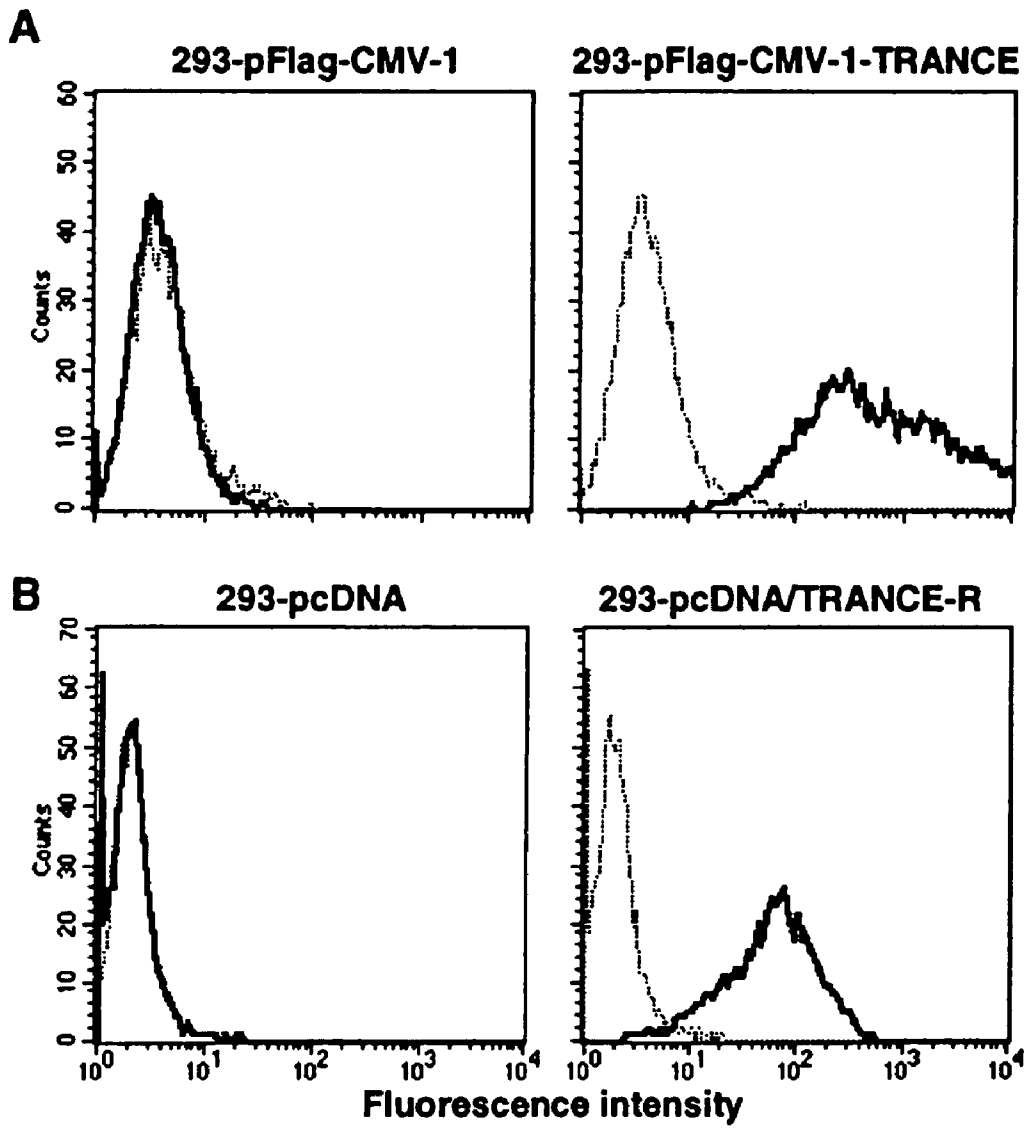 A
293-pFlag-CMV-1
293-pFlag-CMV-1-TRANCE
60
50
40
30
20
10
0
Counts
B
293-pcDNA
293-pcDNA/TRANCE-R
70
60
50
40
30
20
10
0
Counts
10^0 10^1 10^2 10^3 10^4
10^0 10^1 10^2 10^3 10^4
Fluorescence intensity